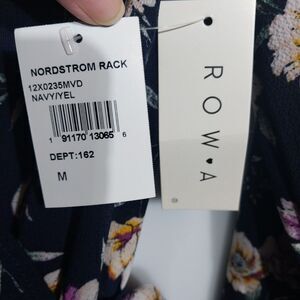 NORDSTROM RACK
12X0235MVD
NAVY/YEL
1 91170 13065 6
DEPT:162
M
ROW♥A